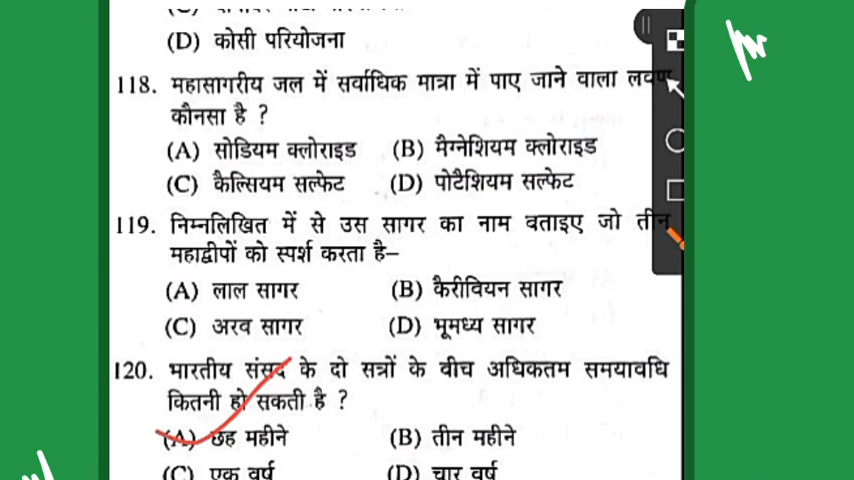 (D) कोसी परियोजना
118. महासागरीय जल में सर्वाधिक मात्रा में पाए जाने वाला लवण
कौनसा है ?
(A) सोडियम क्लोराइड (B) मैग्नेशियम क्लोराइड
(C) कैल्सियम सल्फेट (D) पोटैशियम सल्फेट
119. निम्नलिखित में से उस सागर का नाम बताइए जो तीन
महाद्वीपों को स्पर्श करता है–
(A) लाल सागर (B) कैरीवियन सागर
(C) अरव सागर (D) भूमध्य सागर
120. भारतीय संसद के दो सत्रों के बीच अधिकतम समयावधि
कितनी हो सकती है ?
(A) छह महीने (B) तीन महीने
(C) एक वर्ष (D) चार वर्ष